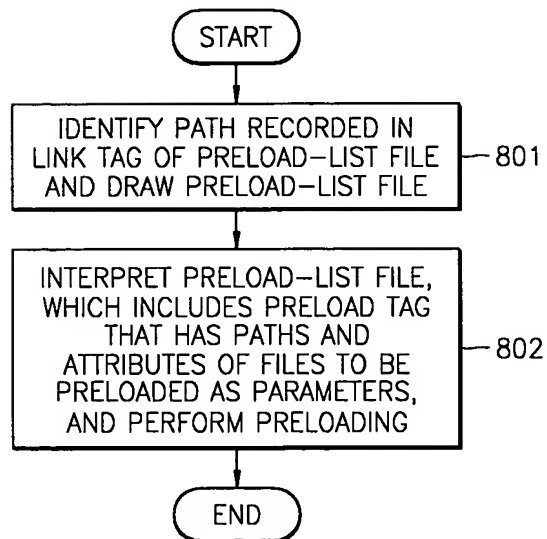 START
IDENTIFY PATH RECORDED IN
LINK TAG OF PRELOAD-LIST FILE
AND DRAW PRELOAD-LIST FILE
801
INTERPRET PRELOAD-LIST FILE,
WHICH INCLUDES PRELOAD TAG
THAT HAS PATHS AND
ATTRIBUTES OF FILES TO BE
PRELOADED AS PARAMETERS,
AND PERFORM PRELOADING
802
END